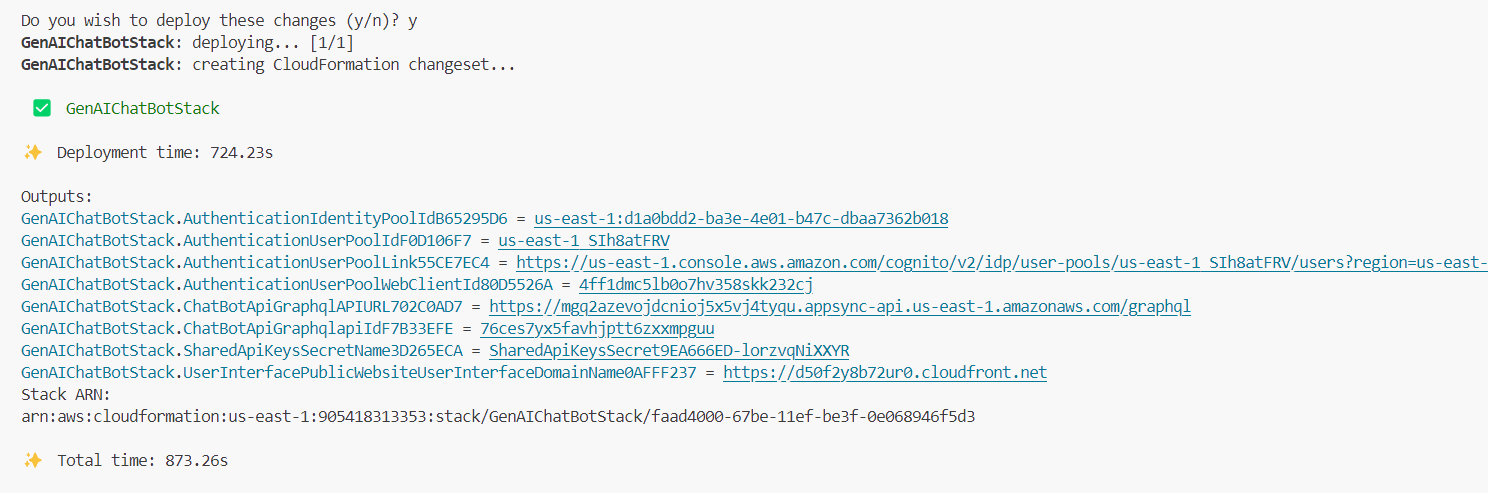 Do you wish to deploy these changes (y/n)? y
GenAIChatBotStack: deploying... [1/1]
GenAIChatBotStack: creating CloudFormation changeset...
✅ GenAIChatBotStack
✨ Deployment time: 724.23s
Outputs:
GenAIChatBotStack.AuthenticationIdentityPoolIdB65295D6 = us-east-1:d1a0bdd2-ba3e-4e01-b47c-dbaa7362b018
GenAIChatBotStack.AuthenticationUserPoolIdF0D106F7 = us-east-1_SIh8atFRV
GenAIChatBotStack.AuthenticationUserPoolLink55CE7EC4 = https://us-east-1.console.aws.amazon.com/cognito/v2/idp/user-pools/us-east-1_SIh8atFRV/users?region=us-east-
GenAIChatBotStack.AuthenticationUserPoolWebClientId80D5526A = 4ff1dmc5lb0o7hv358skk232cj
GenAIChatBotStack.ChatBotApiGraphqlAPIURL702C0AD7 = https://mgq2azevojdcnioj5x5vj4tyqu.appsync-api.us-east-1.amazonaws.com/graphql
GenAIChatBotStack.ChatBotApiGraphqlapiIdF7B33EFE = 76ces7yx5favhjptt6zxxmpguu
GenAIChatBotStack.SharedApiKeysSecretName3D265ECA = SharedApiKeysSecret9EA666ED-lorzvqNiXXYR
GenAIChatBotStack.UserInterfacePublicWebsiteUserInterfaceDomainName0AFFF237 = https://d50f2y8b72ur0.cloudfront.net
Stack ARN:
arn:aws:cloudformation:us-east-1:905418313353:stack/GenAIChatBotStack/faad4000-67be-11ef-be3f-0e068946f5d3
✨ Total time: 873.26s